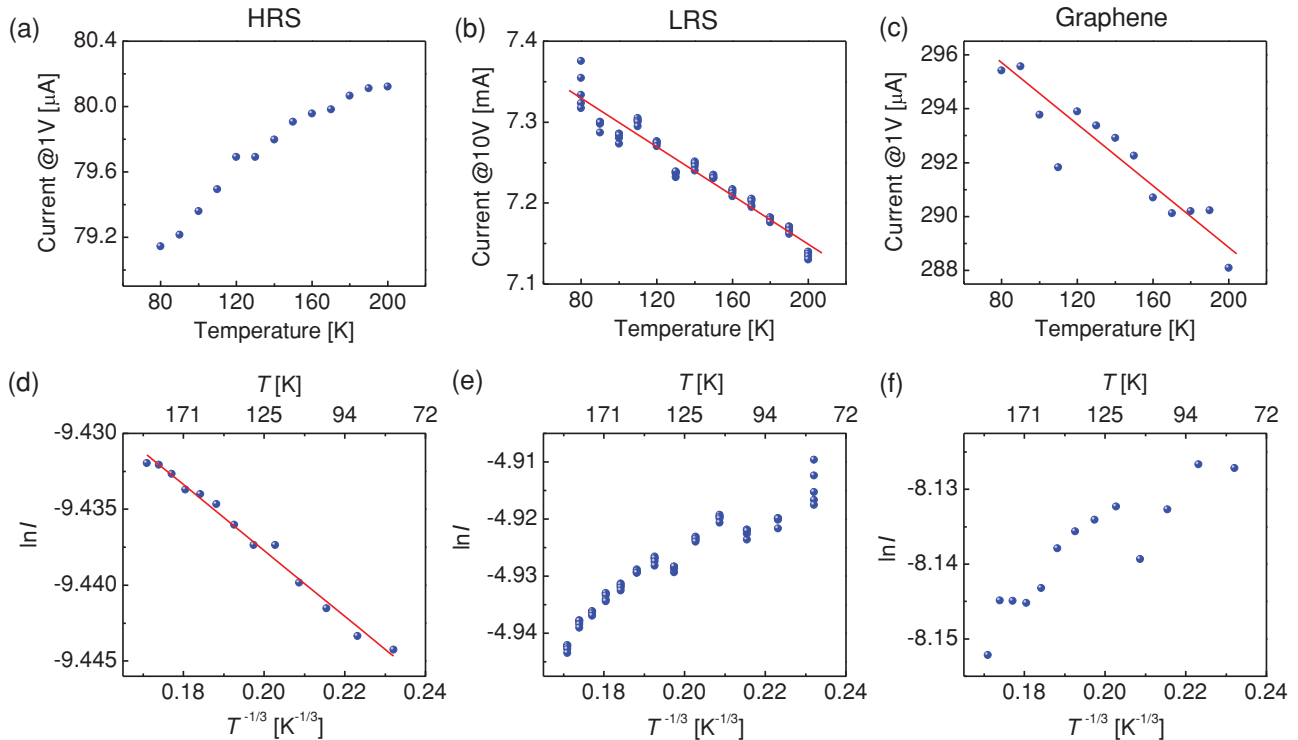 HRS
(a)
Current @1V [μA]
80.4
80.0
79.6
79.2
80 120 160 200
Temperature [K]
LRS
(b)
Current @10V [mA]
7.4
7.3
7.2
7.1
80 120 160 200
Temperature [K]
Graphene
(c)
Current @1V [μA]
296
294
292
290
288
80 120 160 200
Temperature [K]
(d)
T [K]
171 125 94 72
lnI
-9.430
-9.435
-9.440
-9.445
0.18 0.20 0.22 0.24
T -1/3 [K-1/3]
(e)
T [K]
171 125 94 72
lnI
-4.91
-4.92
-4.93
-4.94
0.18 0.20 0.22 0.24
T -1/3 [K-1/3]
(f)
T [K]
171 125 94 72
lnI
-8.13
-8.14
-8.15
0.18 0.20 0.22 0.24
T -1/3 [K-1/3]